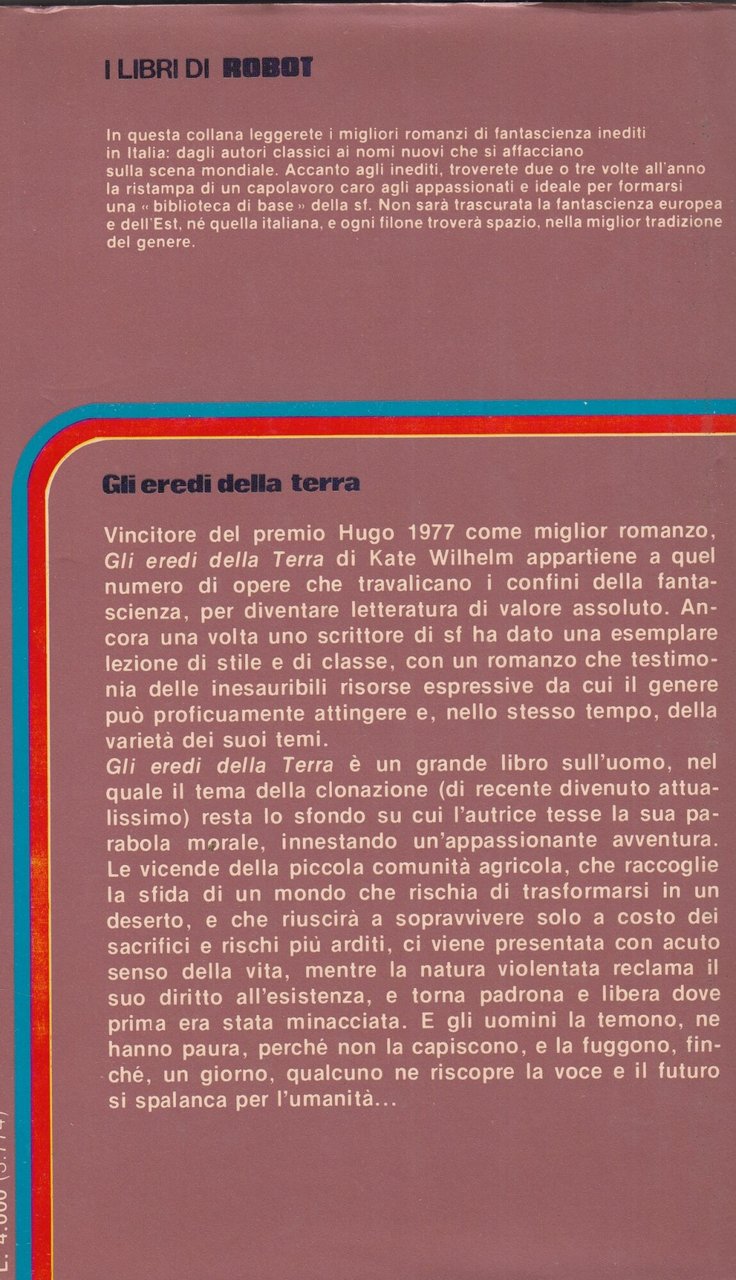 I LIBRI DI ROBOT
In questa collana leggerete i migliori romanzi di fantascienza inediti
in Italia: dagli autori classici ai nomi nuovi che si affacciano
sulla scena mondiale. Accanto agli inediti, troverete due o tre volte all'anno
la ristampa di un capolavoro caro agli appassionati e ideale per formarsi
una « biblioteca di base » della sf. Non sarà trascurata la fantascienza europea
e dell'Est, né quella italiana, e ogni filone troverà spazio, nella miglior tradizione
del genere.
Gli eredi della terra
Vincitore del premio Hugo 1977 come miglior romanzo,
Gli eredi della Terra di Kate Wilhelm appartiene a quel
numero di opere che travalicano i confini della fanta-
scienza, per diventare letteratura di valore assoluto. An-
cora una volta uno scrittore di sf ha dato una esemplare
lezione di stile e di classe, con un romanzo che testimo-
nia delle inesauribili risorse espressive da cui il genere
può proficuamente attingere e, nello stesso tempo, della
varietà dei suoi temi.
Gli eredi della Terra è un grande libro sull'uomo, nel
quale il tema della clonazione (di recente divenuto attua-
lissimo) resta lo sfondo su cui l'autrice tesse la sua pa-
rabola morale, innestando un'appassionante avventura.
Le vicende della piccola comunità agricola, che raccoglie
la sfida di un mondo che rischia di trasformarsi in un
deserto, e che riuscirà a sopravvivere solo a costo dei
sacrifici e rischi più arditi, ci viene presentata con acuto
senso della vita, mentre la natura violentata reclama il
suo diritto all'esistenza, e torna padrona e libera dove
prima era stata minacciata. E gli uomini la temono, ne
hanno paura, perché non la capiscono, e la fuggono, fin-
ché, un giorno, qualcuno ne riscopre la voce e il futuro
si spalanca per l'umanità...
L. 4.000 (3.774)